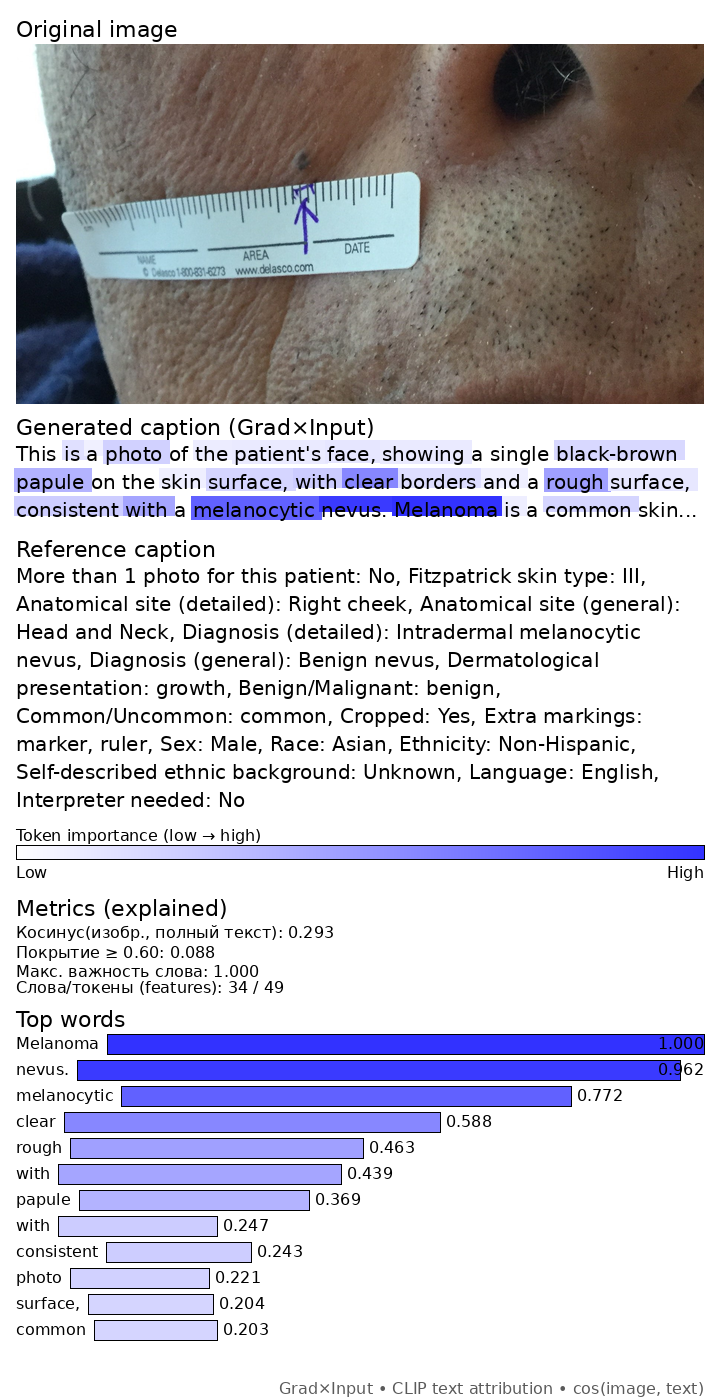 Original image
cm
NAME
AREA
DATE
© Delasco 1-800-831-6273 www.delasco.com
Generated caption (Grad×Input)
This is a photo of the patient's face, showing a single black-brown
papule on the skin surface, with clear borders and a rough surface,
consistent with a melanocytic nevus. Melanoma is a common skin...
Reference caption
More than 1 photo for this patient: No, Fitzpatrick skin type: III,
Anatomical site (detailed): Right cheek, Anatomical site (general):
Head and Neck, Diagnosis (detailed): Intradermal melanocytic
nevus, Diagnosis (general): Benign nevus, Dermatological
presentation: growth, Benign/Malignant: benign,
Common/Uncommon: common, Cropped: Yes, Extra markings:
marker, ruler, Sex: Male, Race: Asian, Ethnicity: Non-Hispanic,
Self-described ethnic background: Unknown, Language: English,
Interpreter needed: No
Token importance (low → high)
Low High
Metrics (explained)
Косинус(изобр., полный текст): 0.293
Покрытие ≥ 0.60: 0.088
Макс. важность слова: 1.000
Слова/токены (features): 34 / 49
Top words
Melanoma 1.000
nevus. 0.962
melanocytic 0.772
clear 0.588
rough 0.463
with 0.439
papule 0.369
with 0.247
consistent 0.243
photo 0.221
surface, 0.204
common 0.203
Grad×Input • CLIP text attribution • cos(image, text)